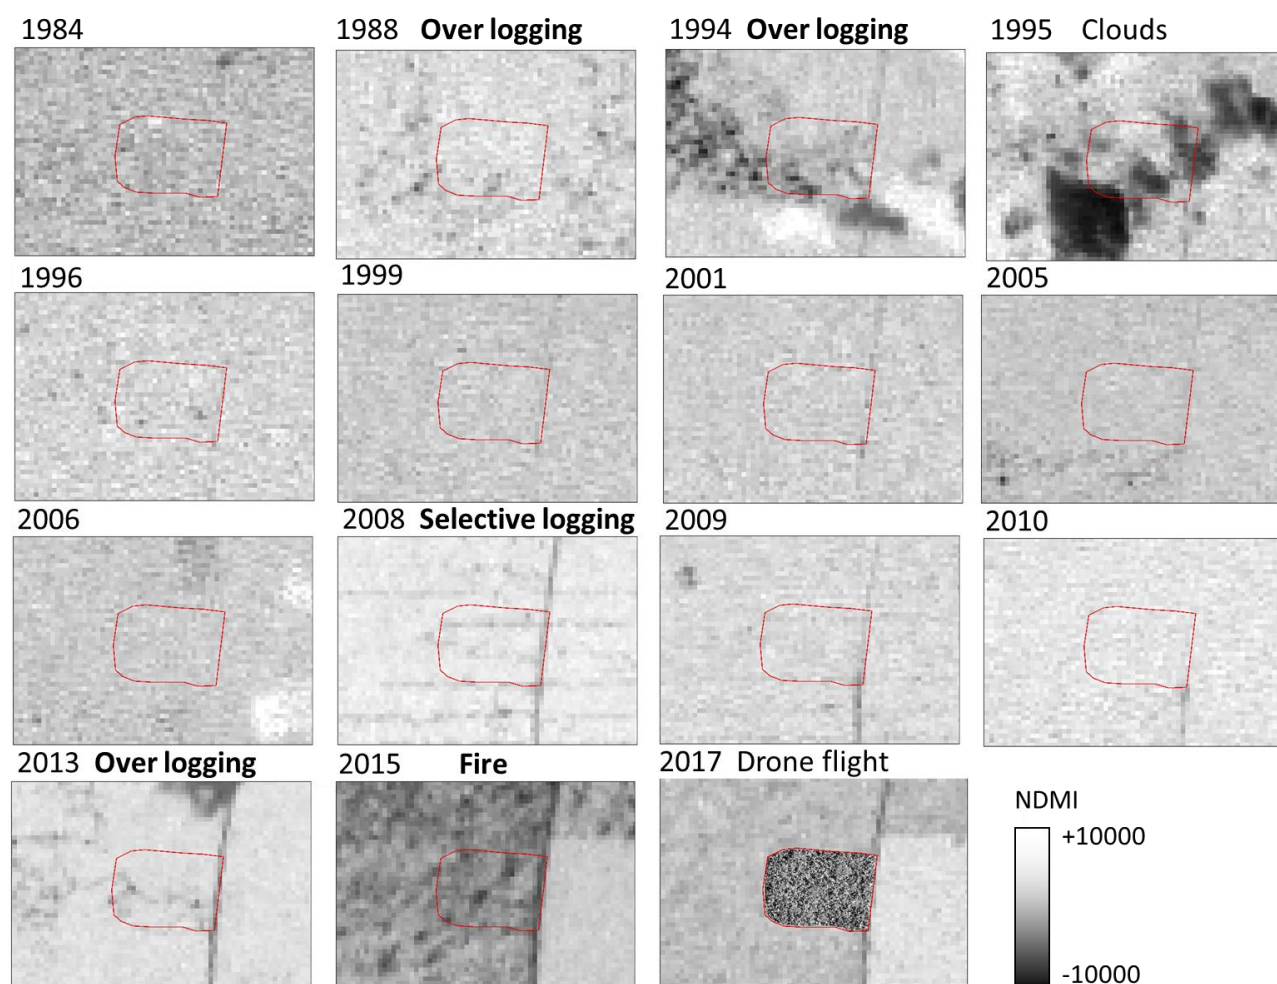 1984
1988 Over logging
1994 Over logging
1995 Clouds
1996
1999
2001
2005
2006
2008 Selective logging
2009
2010
2013 Over logging
2015 Fire
2017 Drone flight
NDMI
+10000
-10000